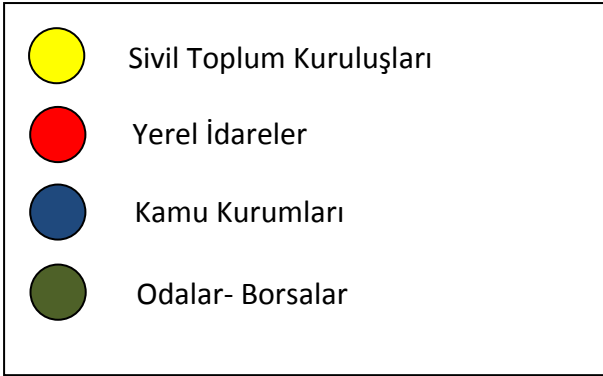 Sivil Toplum Kuruluşları
Yerel İdareler
Kamu Kurumları
Odalar- Borsalar